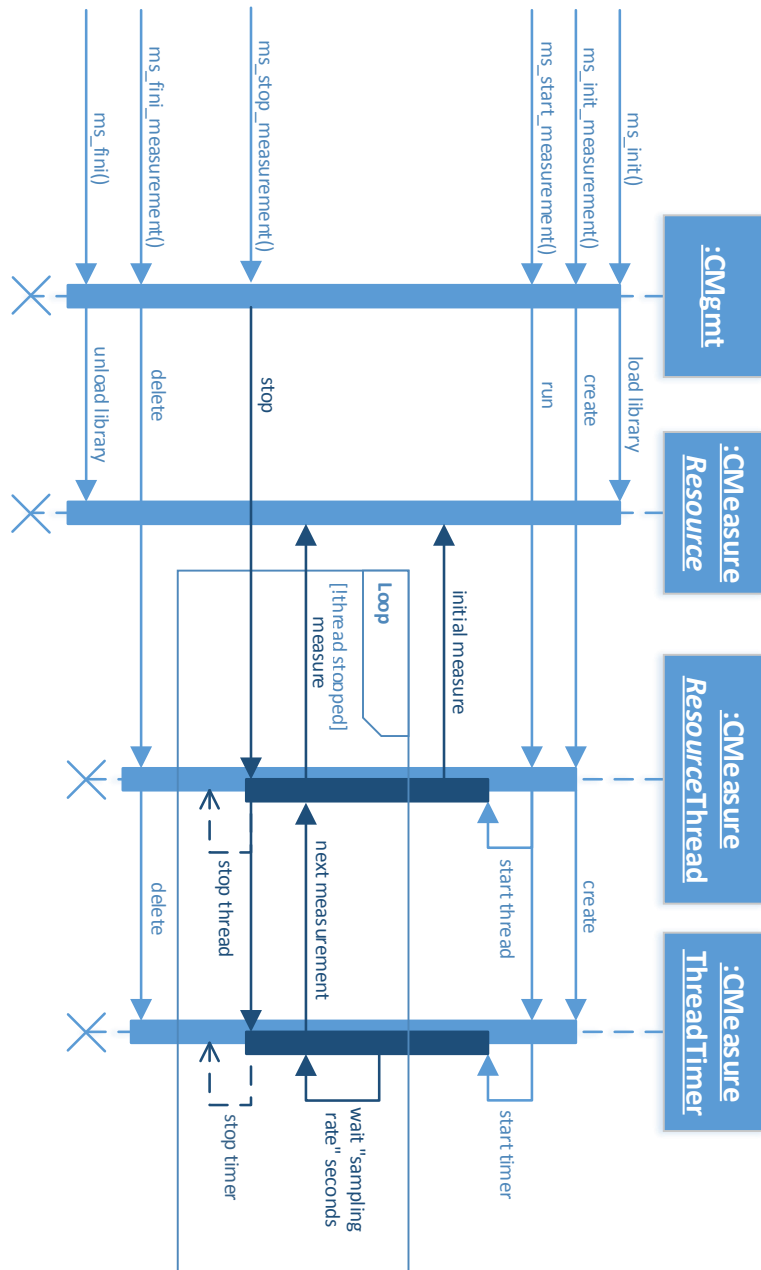 :CMgmt
:CMeasure
Resource
:CMeasure
ResourceThread
:CMeasure
ThreadTimer
ms_init()
load library
ms_init_measurement()
create
create
ms_start_measurement()
run
start thread
start timer
initial measure
Loop
[!thread stopped]
measure
next measurement
wait "sampling
rate" seconds
ms_stop_measurement()
stop
stop thread
stop timer
ms_fini_measurement()
delete
delete
ms_fini()
unload library